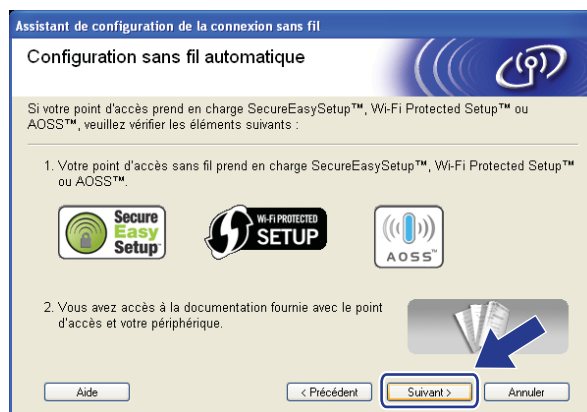 Assistant de configuration de la connexion sans fil
Configuration sans fil automatique
Si votre point d'accès prend en charge SecureEasySetup™, Wi-Fi Protected Setup™ ou
AOSS™, veuillez vérifier les éléments suivants :
1. Votre point d'accès sans fil prend en charge SecureEasySetup™, Wi-Fi Protected Setup™
ou AOSS™.
Secure
Easy
Setup™
WI-FI PROTECTED
SETUP
AOSS™
2. Vous avez accès à la documentation fournie avec le point
d'accès et votre périphérique.
Aide
< Précédent
Suivant >
Annuler